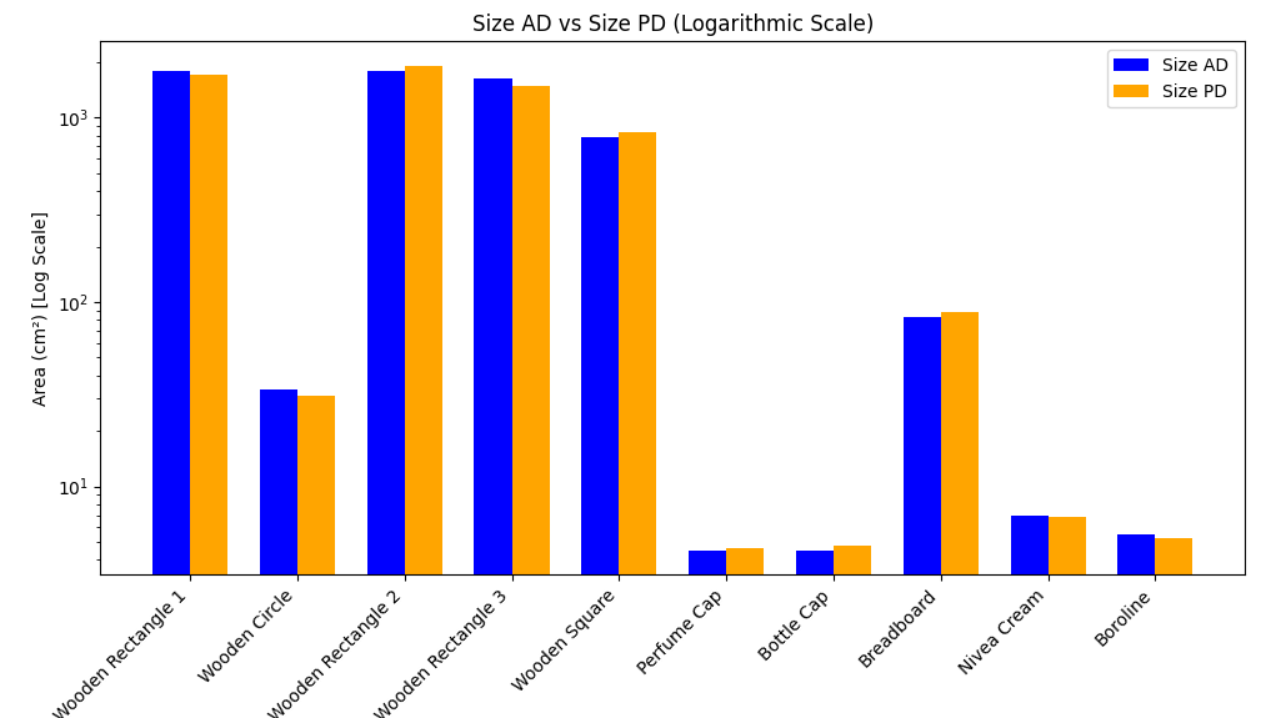 Size AD vs Size PD (Logarithmic Scale)
Size AD
Size PD
Area (cm²) [Log Scale]
10³
10²
10¹
Wooden Rectangle 1
Wooden Circle
Wooden Rectangle 2
Wooden Rectangle 3
Wooden Square
Perfume Cap
Bottle Cap
Breadboard
Nivea Cream
Boroline